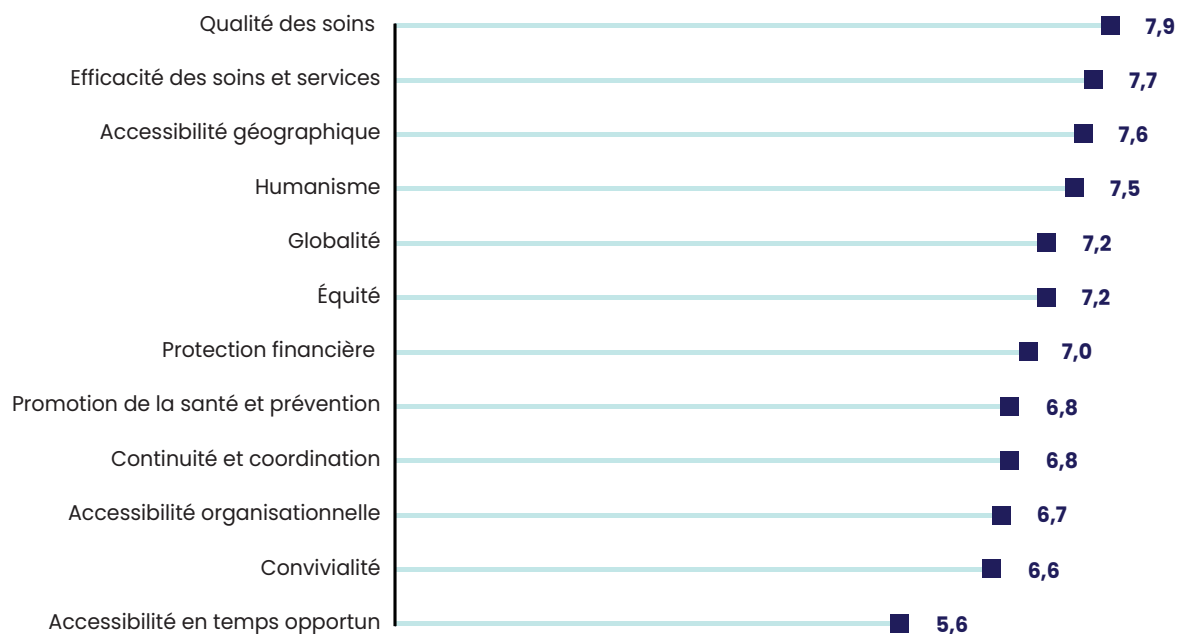 Qualité des soins 7,9
Efficacité des soins et services 7,7
Accessibilité géographique 7,6
Humanisme 7,5
Globalité 7,2
Équité 7,2
Protection financière 7,0
Promotion de la santé et prévention 6,8
Continuité et coordination 6,8
Accessibilité organisationnelle 6,7
Convivialité 6,6
Accessibilité en temps opportun 5,6